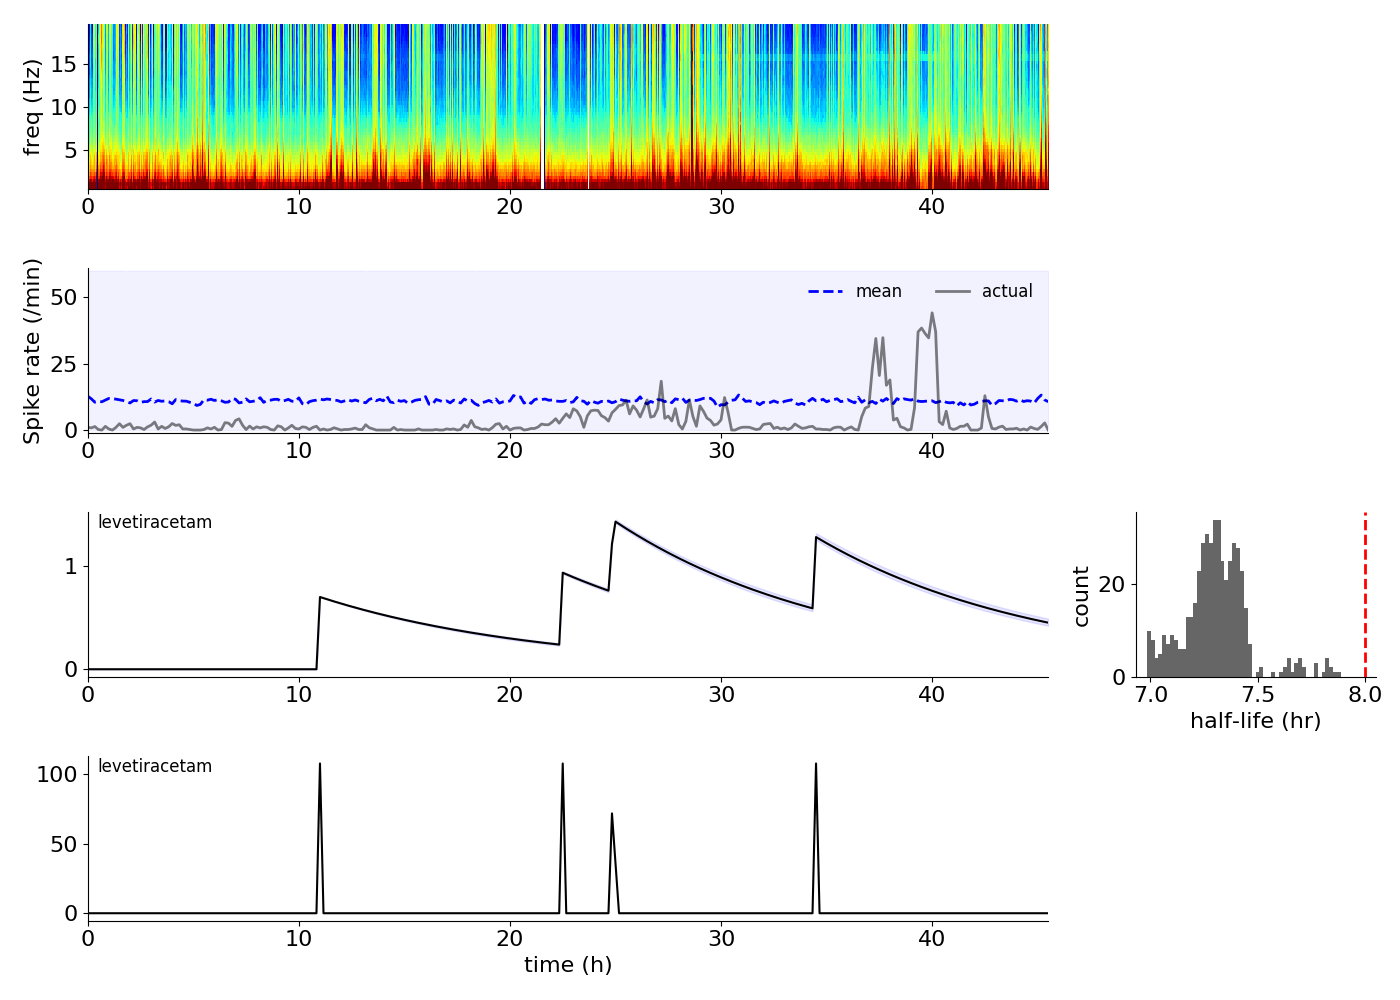 freq (Hz)
15
10
5
0 10 20 30 40
Spike rate (/min)
50
25
0
mean actual
0 10 20 30 40
levetiracetam
1
0
0 10 20 30 40
count
20
0
7.0 7.5 8.0
half-life (hr)
levetiracetam
100
50
0
0 10 20 30 40
time (h)